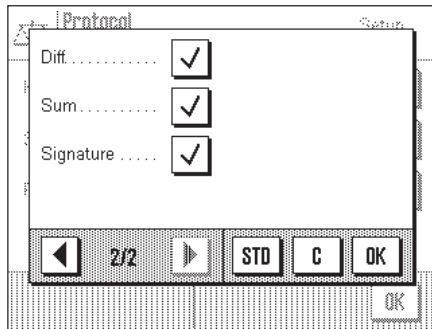 Protocol Setup
Diff. . . . . . . . . . . .
Sum . . . . . . . . . .
Signature . . . . .
2/2 STD C OK
OK